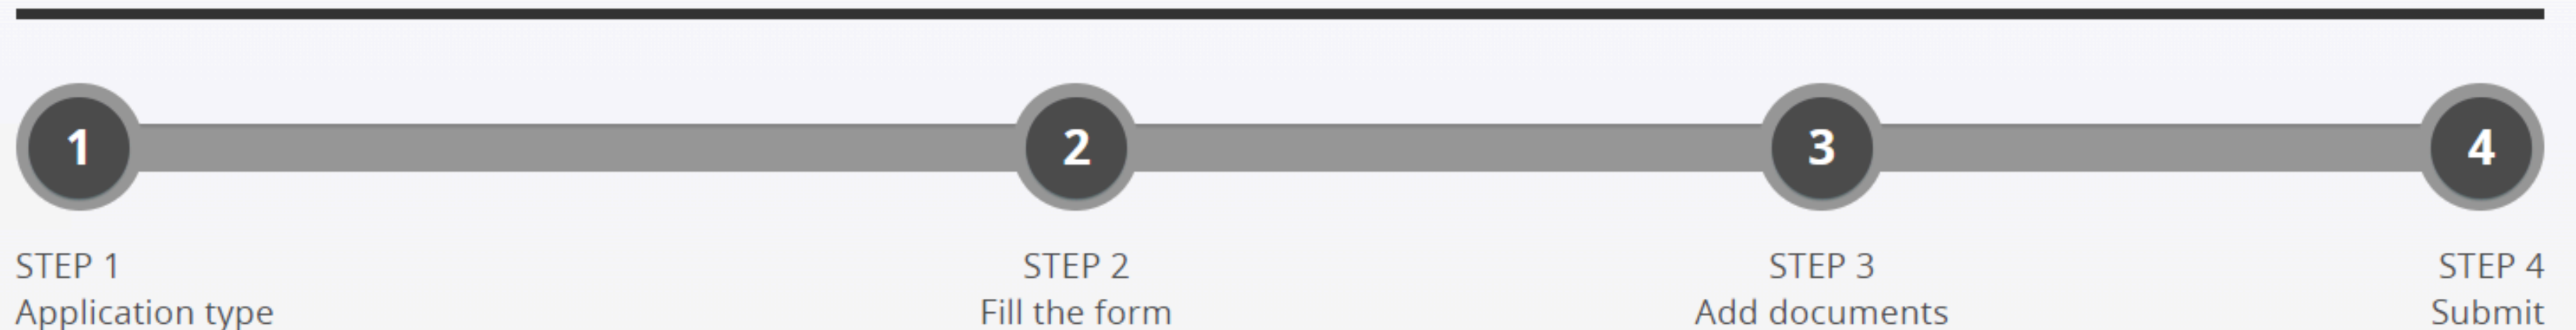 1 2 3 4
STEP 1 STEP 2 STEP 3 STEP 4
Application type Fill the form Add documents Submit